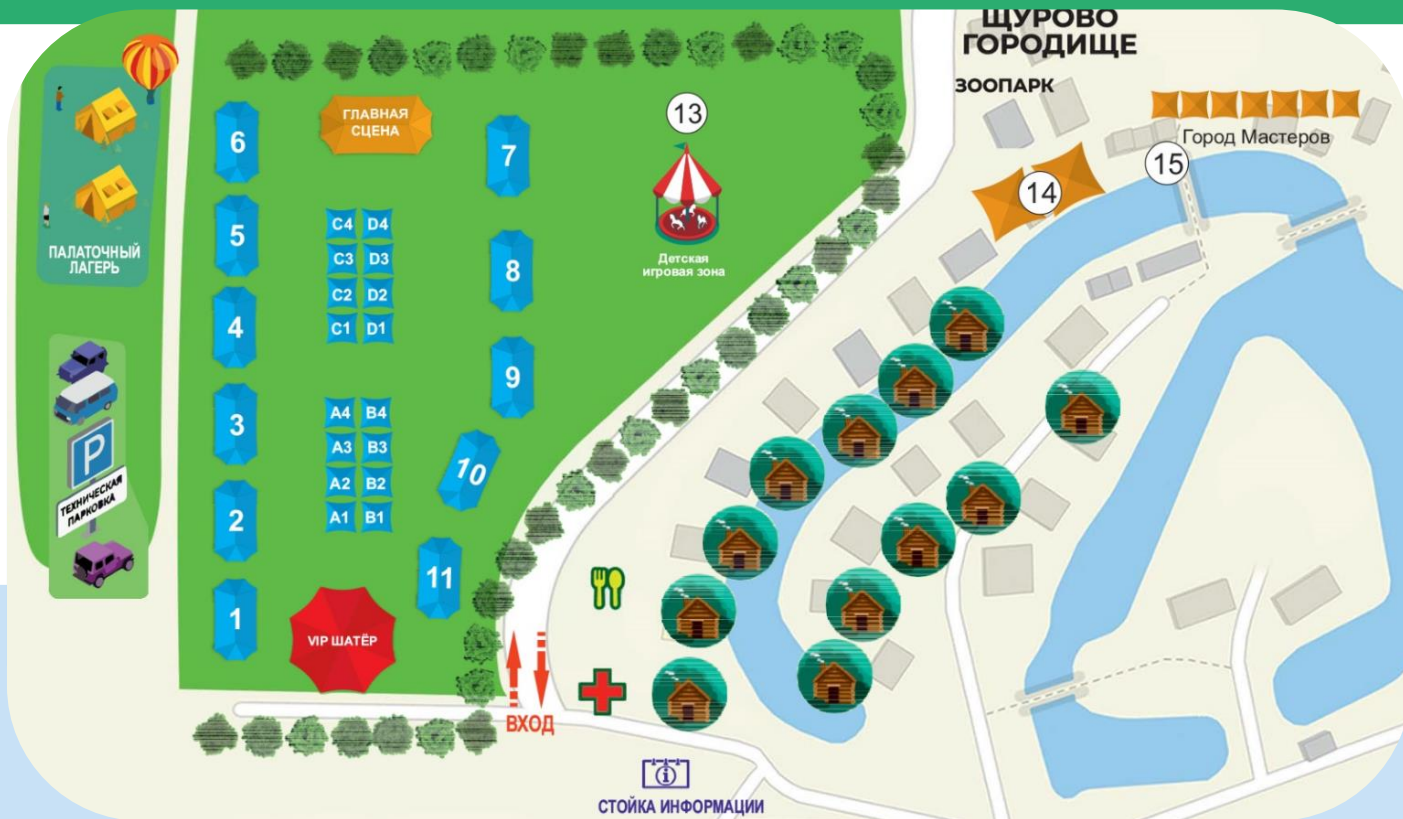 ЩУРОВО
ГОРОДИЩЕ
ЗООПАРК
Город Мастеров
15
14
13
Детская
игровая зона
ГЛАВНАЯ
СЦЕНА
6
5
4
3
2
1
7
8
9
10
11
C4 D4
C3 D3
C2 D2
C1 D1
A4 B4
A3 B3
A2 B2
A1 B1
VIP ШАТЁР
ПАЛАТОЧНЫЙ
ЛАГЕРЬ
P
ТЕХНИЧЕСКАЯ
ПАРКОВКА
ВХОД
i
СТОЙКА ИНФОРМАЦИИ